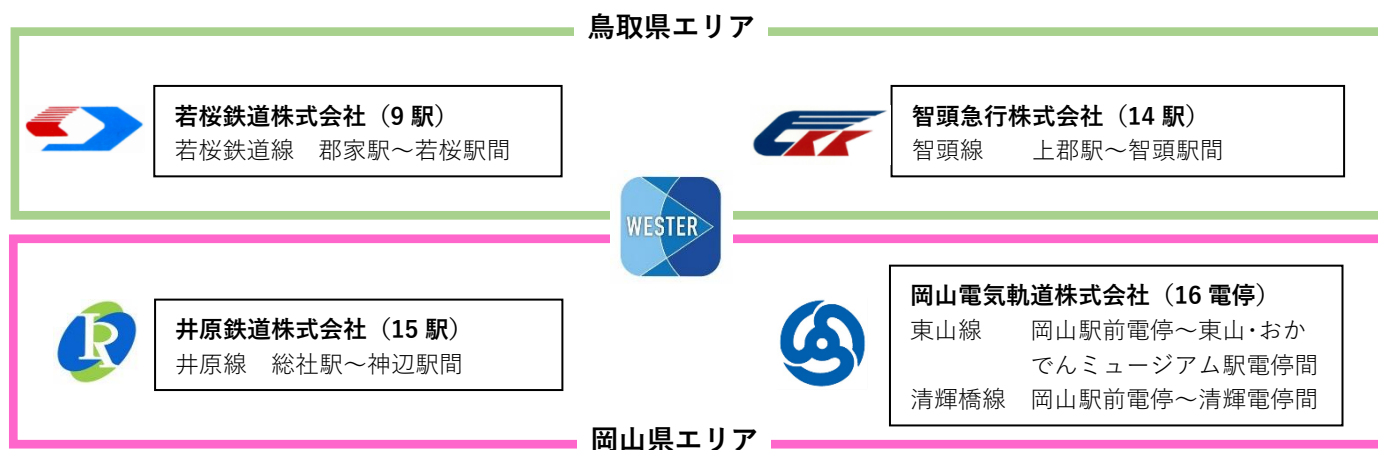 鳥取県エリア
若桜鉄道株式会社（9 駅）
若桜鉄道線　郡家駅～若桜駅間
智頭急行株式会社（14 駅）
智頭線　　上郡駅～智頭駅間
WESTER
井原鉄道株式会社（15 駅）
井原線　総社駅～神辺駅間
岡山電気軌道株式会社（16 電停）
東山線　　岡山駅前電停～東山・おか
でんミュージアム駅電停間
清輝橋線　岡山駅前電停～清輝電停間
岡山県エリア